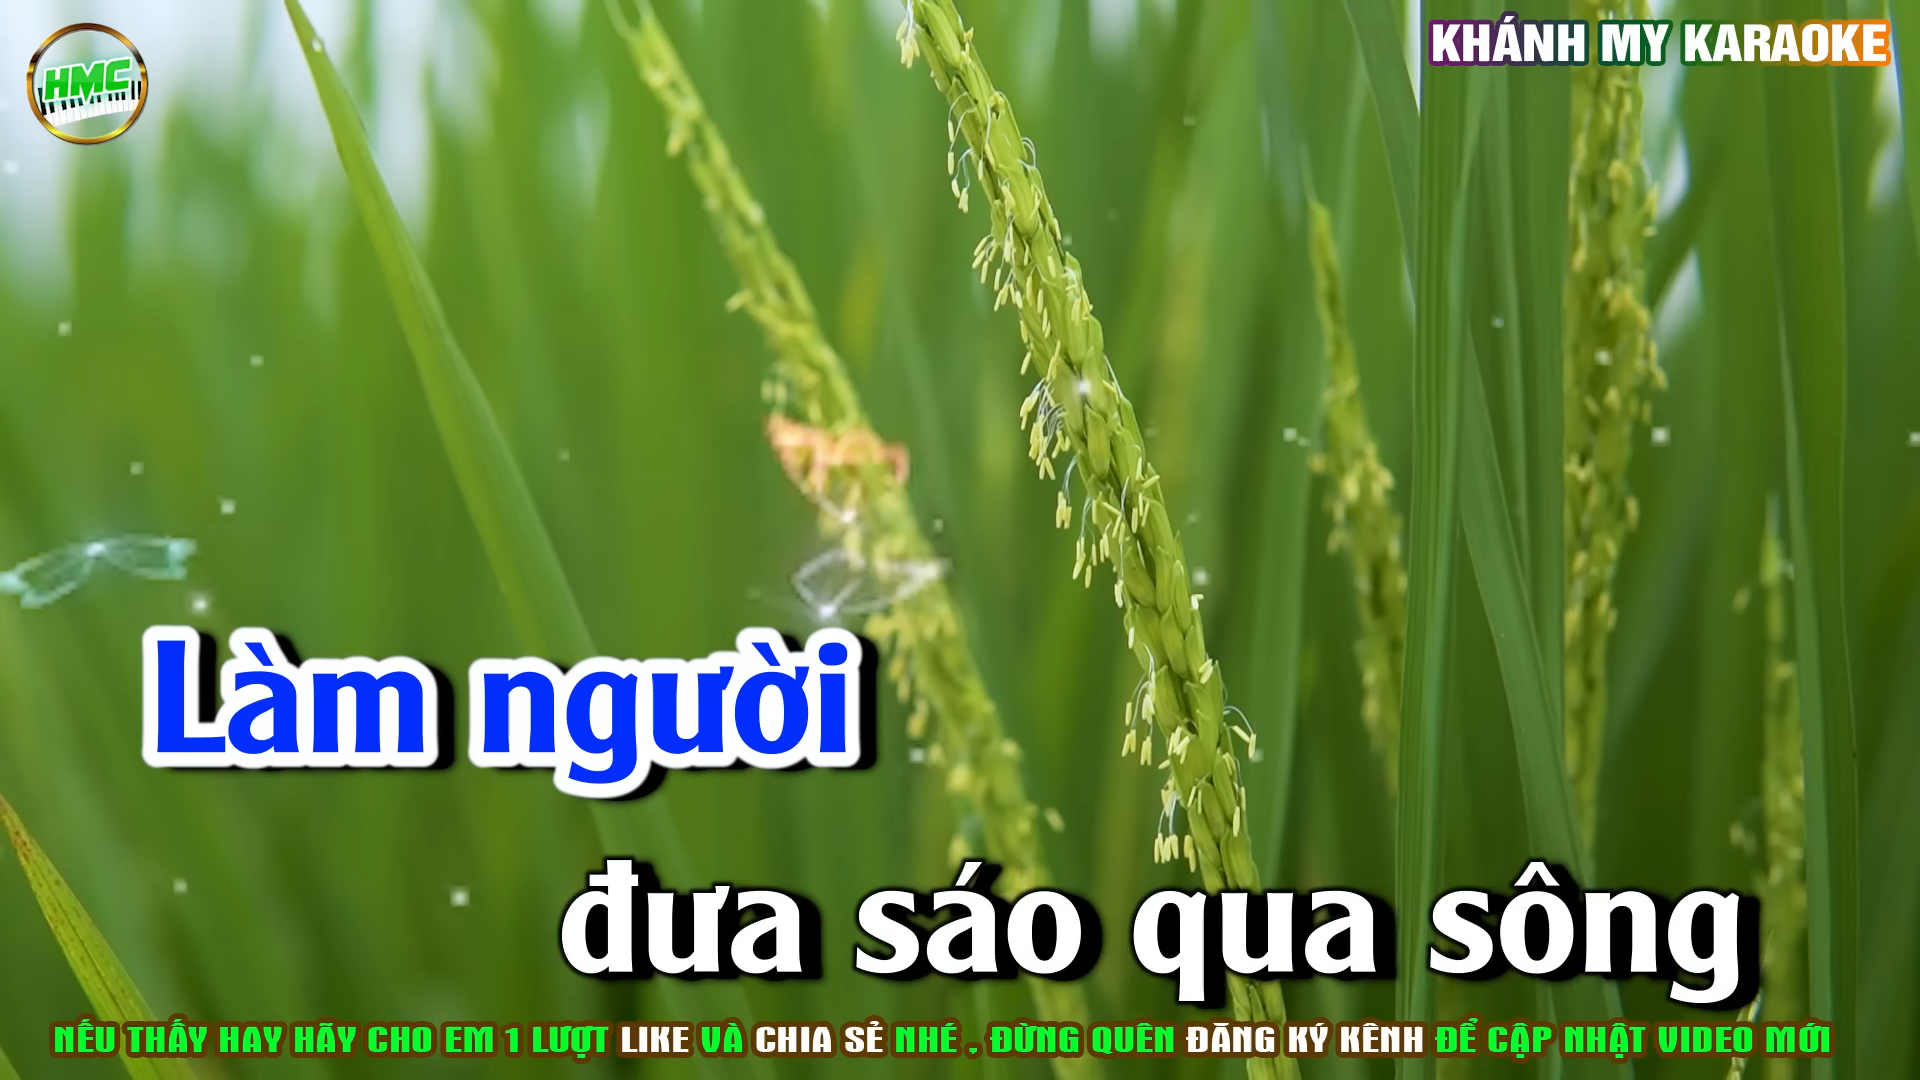 HMC
KHÁNH MY KARAOKE
Làm người
đưa sáo qua sông
NẾU THẤY HAY HÃY CHO EM 1 LƯỢT LIKE VÀ CHIA SẺ NHÉ , ĐỪNG QUÊN ĐĂNG KÝ KÊNH ĐỂ CẬP NHẬT VIDEO MỚI